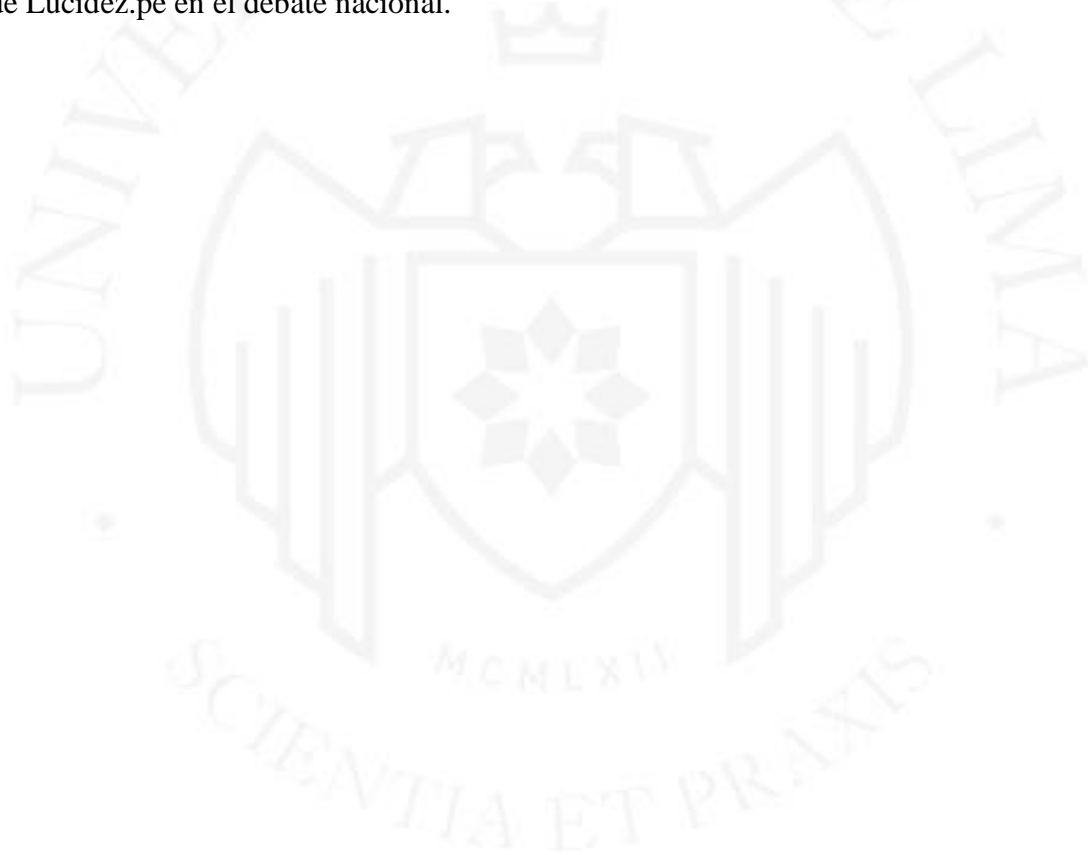 de Lucidez.pe en el debate nacional.
UNIVERSIDAD DE LIMA
MCMLXII
SCIENTIA ET PRAXIS